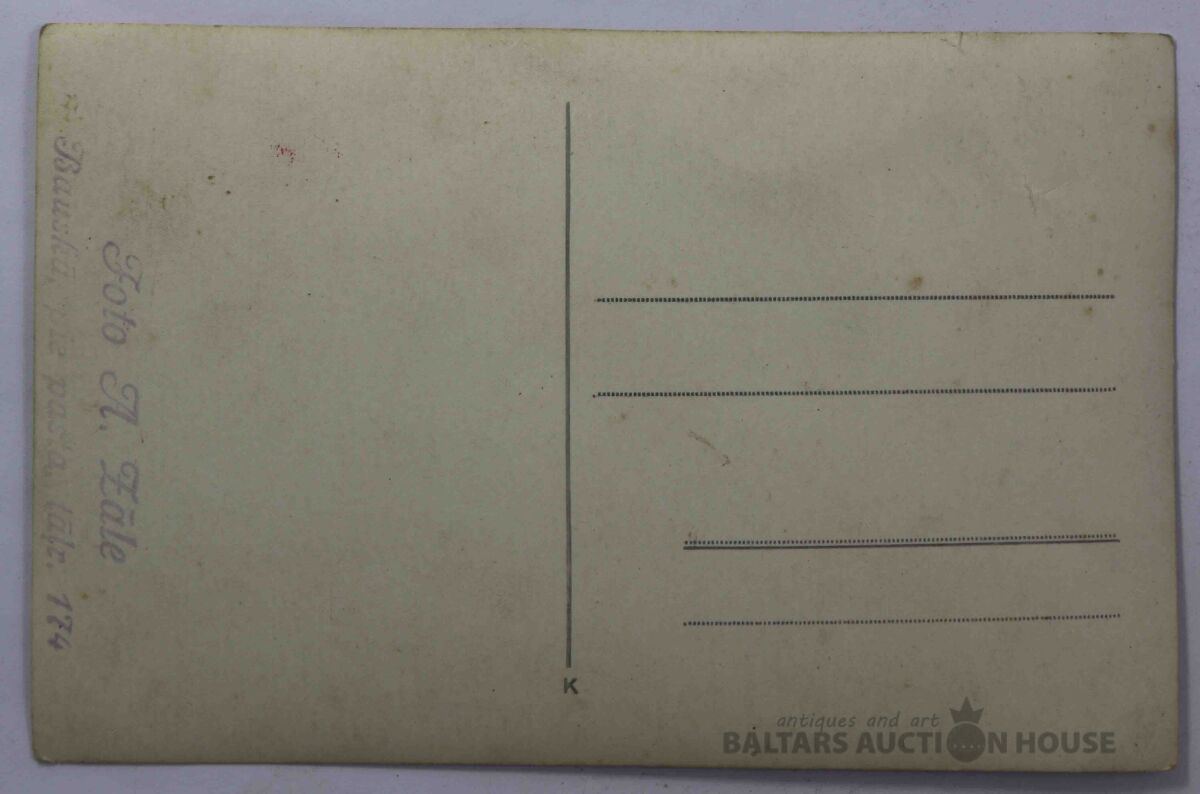 Foto A. Zāle
Bauskā, pie pasta, tālr. 174
K
antiques and art
BALTARS AUCTION HOUSE